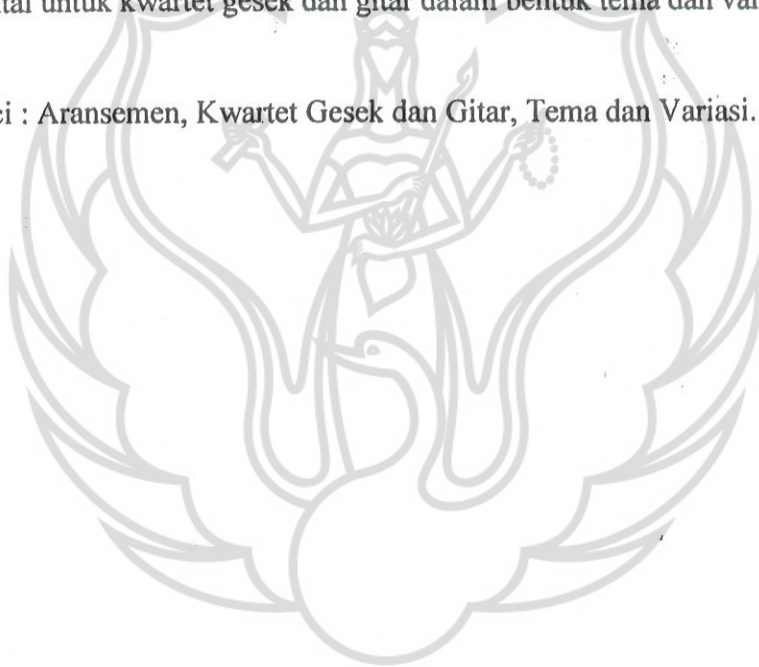 untuk kwartet gesek dan gitar dalam bentuk tema dan
: Aransemen, Kwartet Gesek dan Gitar, Tema dan Variasi.